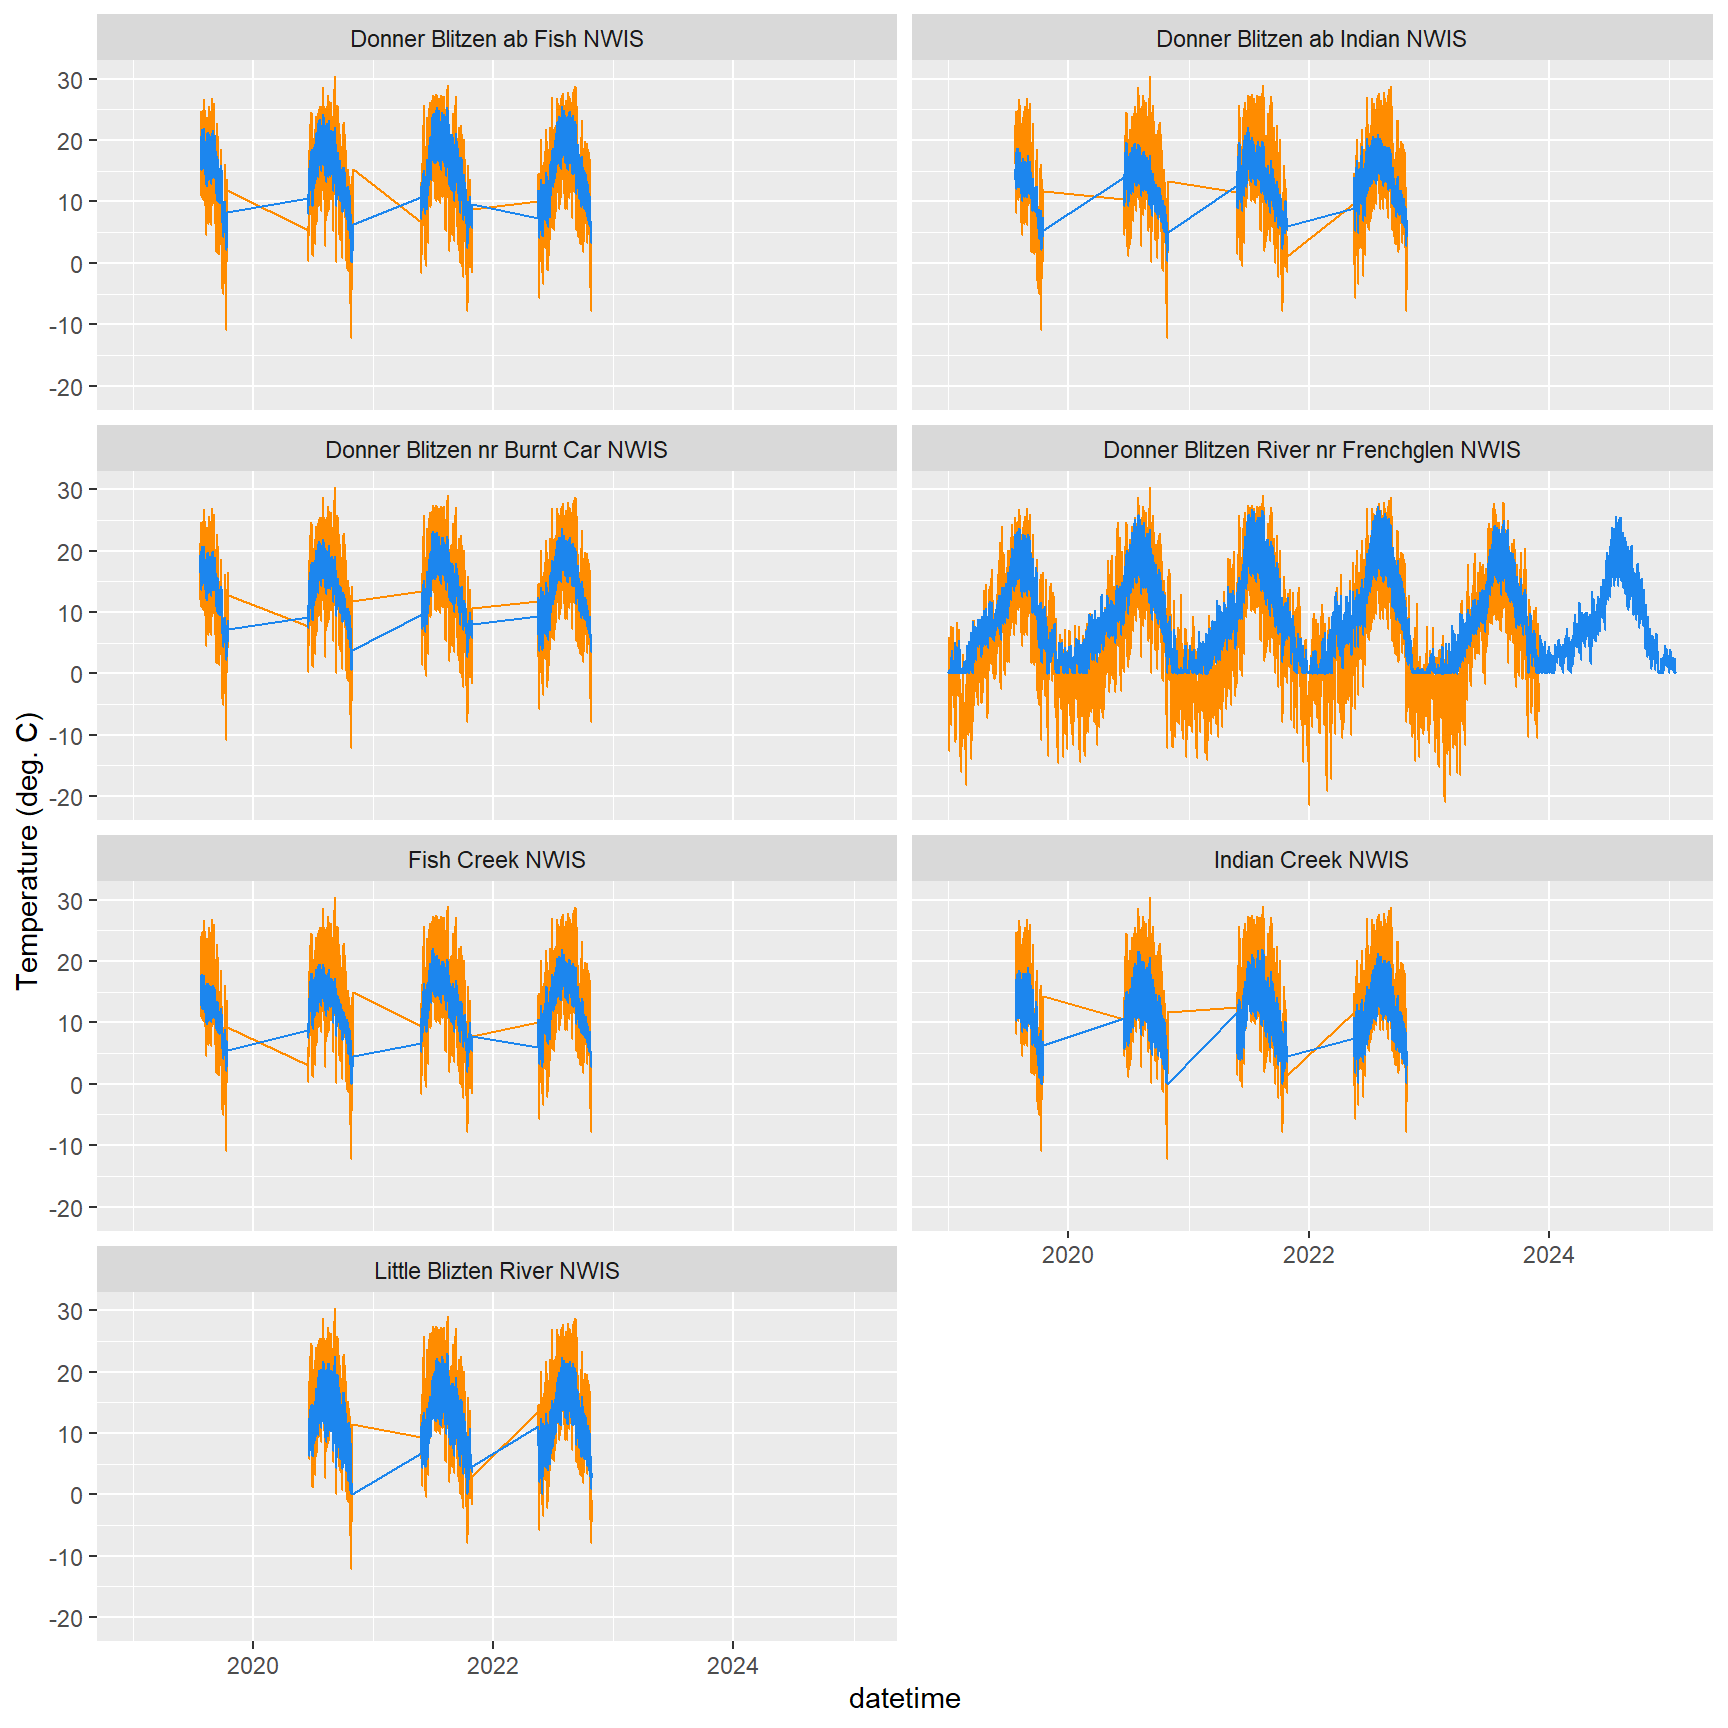 Donner Blitzen ab Fish NWIS
Donner Blitzen ab Indian NWIS
30
20
10
0
-10
-20
Donner Blitzen nr Burnt Car NWIS
Donner Blitzen River nr Frenchglen NWIS
30
20
10
0
-10
-20
Temperature (deg. C)
Fish Creek NWIS
Indian Creek NWIS
30
20
10
0
-10
-20
2020 2022 2024
Little Blizten River NWIS
30
20
10
0
-10
-20
2020 2022 2024
datetime